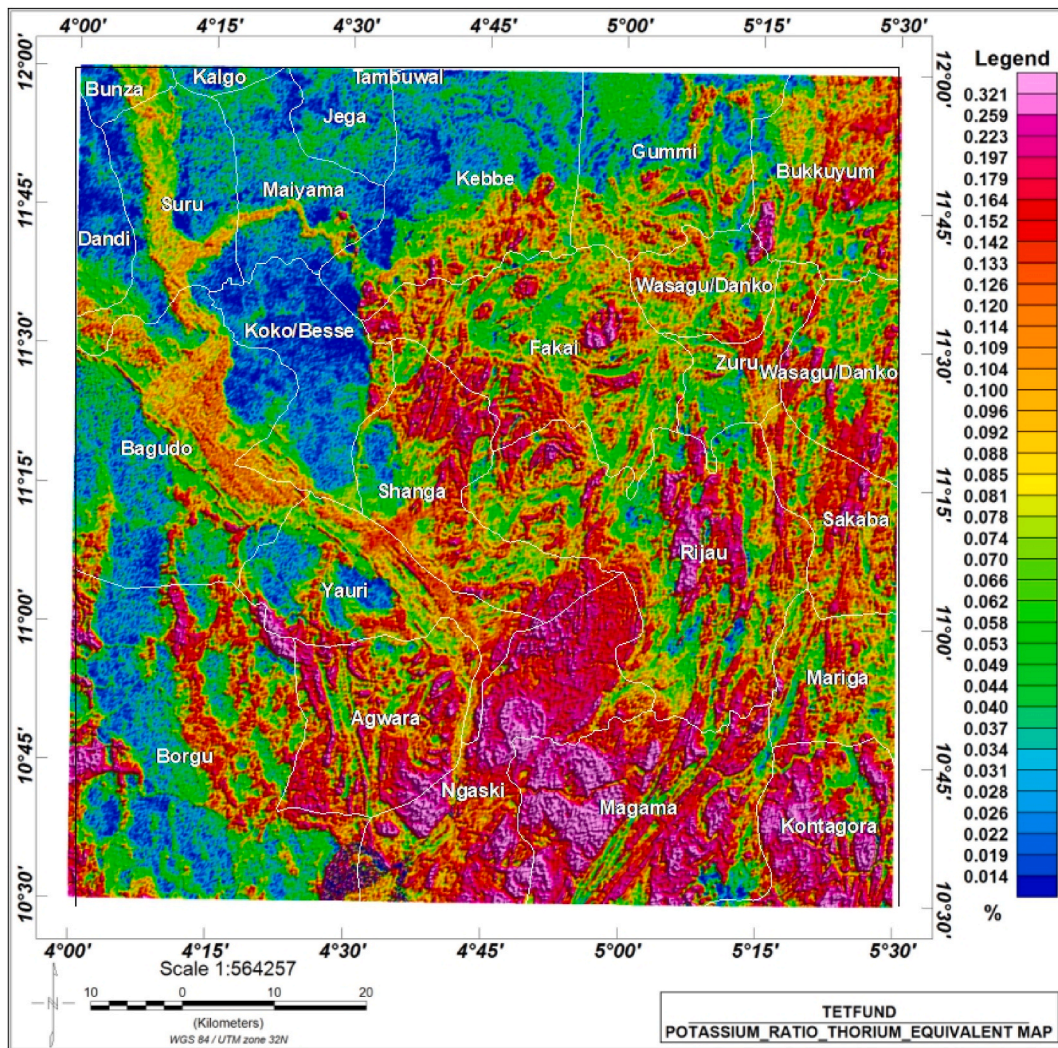 4°00' 4°15' 4°30' 4°45' 5°00' 5°15' 5°30'
12°00'
11°45'
11°30'
11°15'
11°00'
10°45'
10°30'
Bunza
Kalgo
Tambuwal
Jega
Gummi
Bukkuyum
Kebbe
Maiyama
Suru
Dandi
Wasagu/Danko
Koko/Besse
Fakai
Zuru
Wasagu/Danko
Bagudo
Shanga
Sakaba
Rijau
Yauri
Mariga
Agwara
Borgu
Ngaski
Magama
Kontagora
12°00'
11°45'
11°30'
11°15'
11°00'
10°45'
10°30'
Legend
0.321
0.259
0.223
0.197
0.179
0.164
0.152
0.142
0.133
0.126
0.120
0.114
0.104
0.100
0.096
0.092
0.088
0.085
0.081
0.078
0.074
0.070
0.066
0.062
0.058
0.053
0.049
0.044
0.040
0.037
0.034
0.031
0.028
0.026
0.022
0.019
0.014
%
4°00' 4°15' 4°30' 4°45' 5°00' 5°15' 5°30'
Scale 1:564257
N
10 0 10 20
(Kilometers)
WGS 84 / UTM zone 32N
TETFUND
POTASSIUM_RATIO_THORIUM_EQUIVALENT MAP